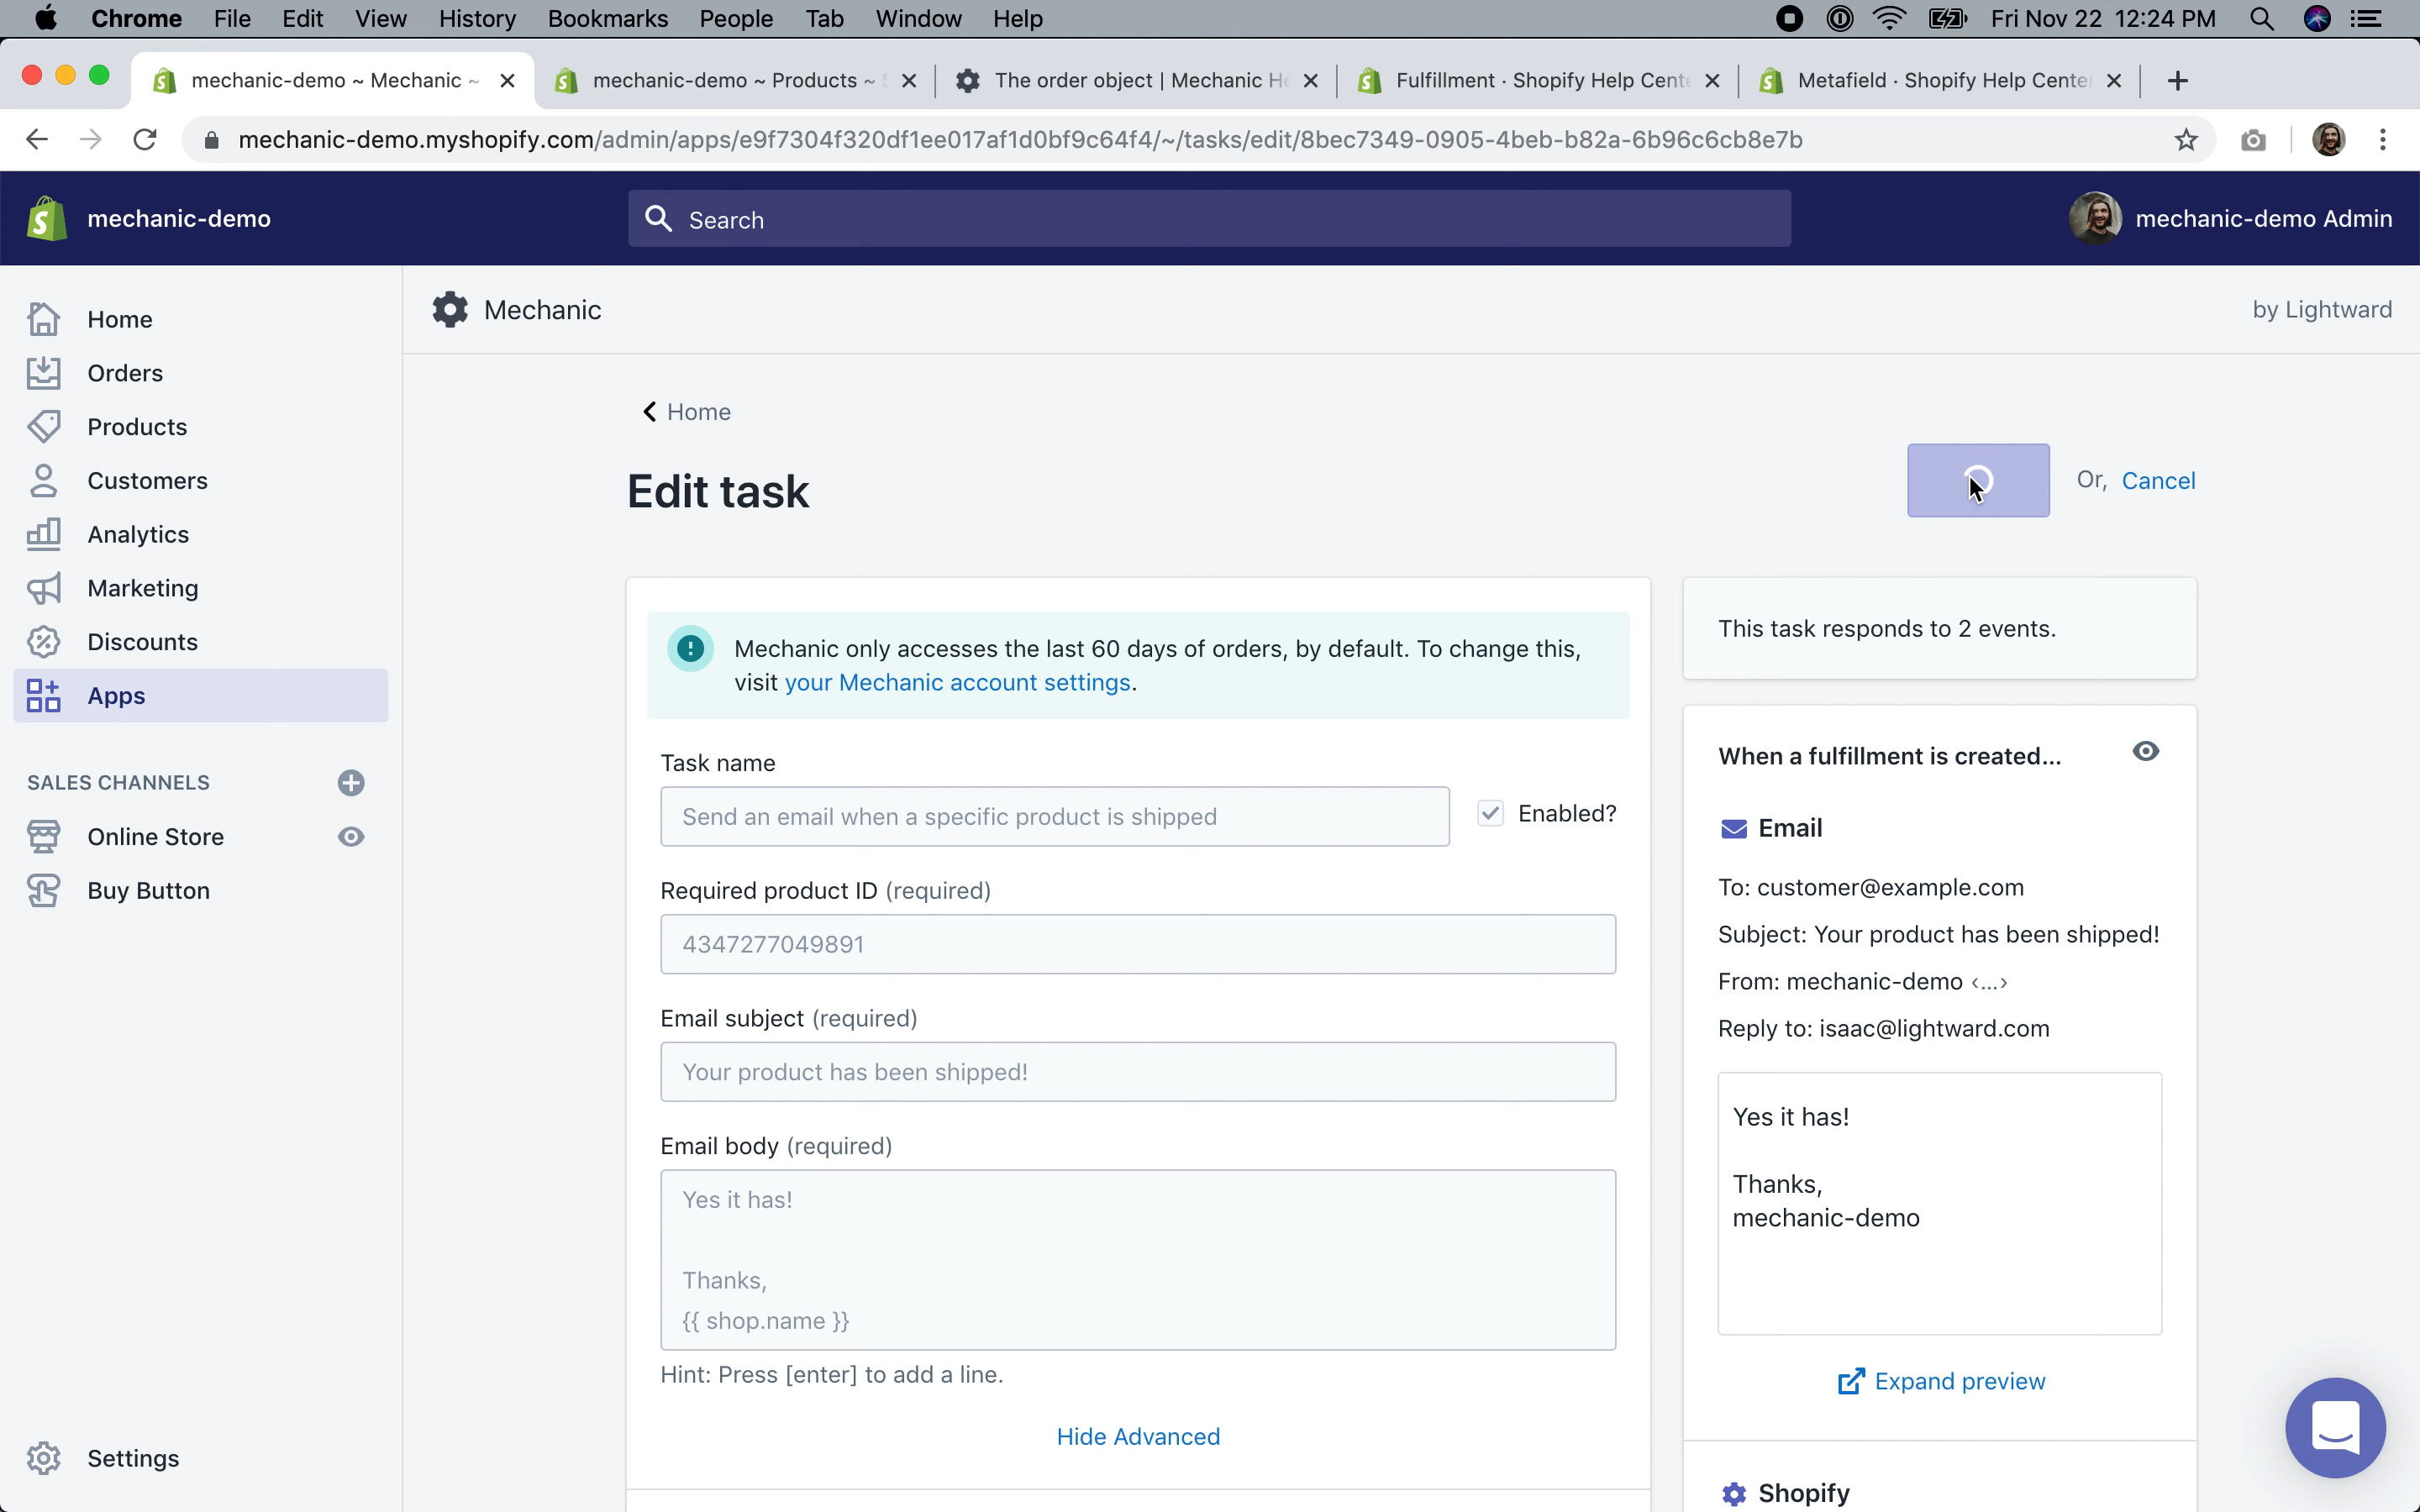 Chrome File Edit View History Bookmarks People Tab Window Help Fri Nov 22 12:24 PM
mechanic-demo ~ Mechanic ~ mechanic-demo ~ Products ~ The order object | Mechanic He Fulfillment · Shopify Help Cente Metafield · Shopify Help Center
mechanic-demo.myshopify.com/admin/apps/e9f7304f320df1ee017af1d0bf9c64f4/~/tasks/edit/8bec7349-0905-4beb-b82a-6b96c6cb8e7b
mechanic-demo
Search
mechanic-demo Admin
Home
Orders
Products
Customers
Analytics
Marketing
Discounts
Apps
SALES CHANNELS
Online Store
Buy Button
Settings
Mechanic
by Lightward
Home
Edit task
Or, Cancel
Mechanic only accesses the last 60 days of orders, by default. To change this,
visit your Mechanic account settings.
Task name
Send an email when a specific product is shipped
Enabled?
Required product ID (required)
4347277049891
Email subject (required)
Your product has been shipped!
Email body (required)
Yes it has!
Thanks,
{{ shop.name }}
Hint: Press [enter] to add a line.
Hide Advanced
This task responds to 2 events.
When a fulfillment is created...
Email
To: customer@example.com
Subject: Your product has been shipped!
From: mechanic-demo <...>
Reply to: isaac@lightward.com
Yes it has!
Thanks,
mechanic-demo
Expand preview
Shopify